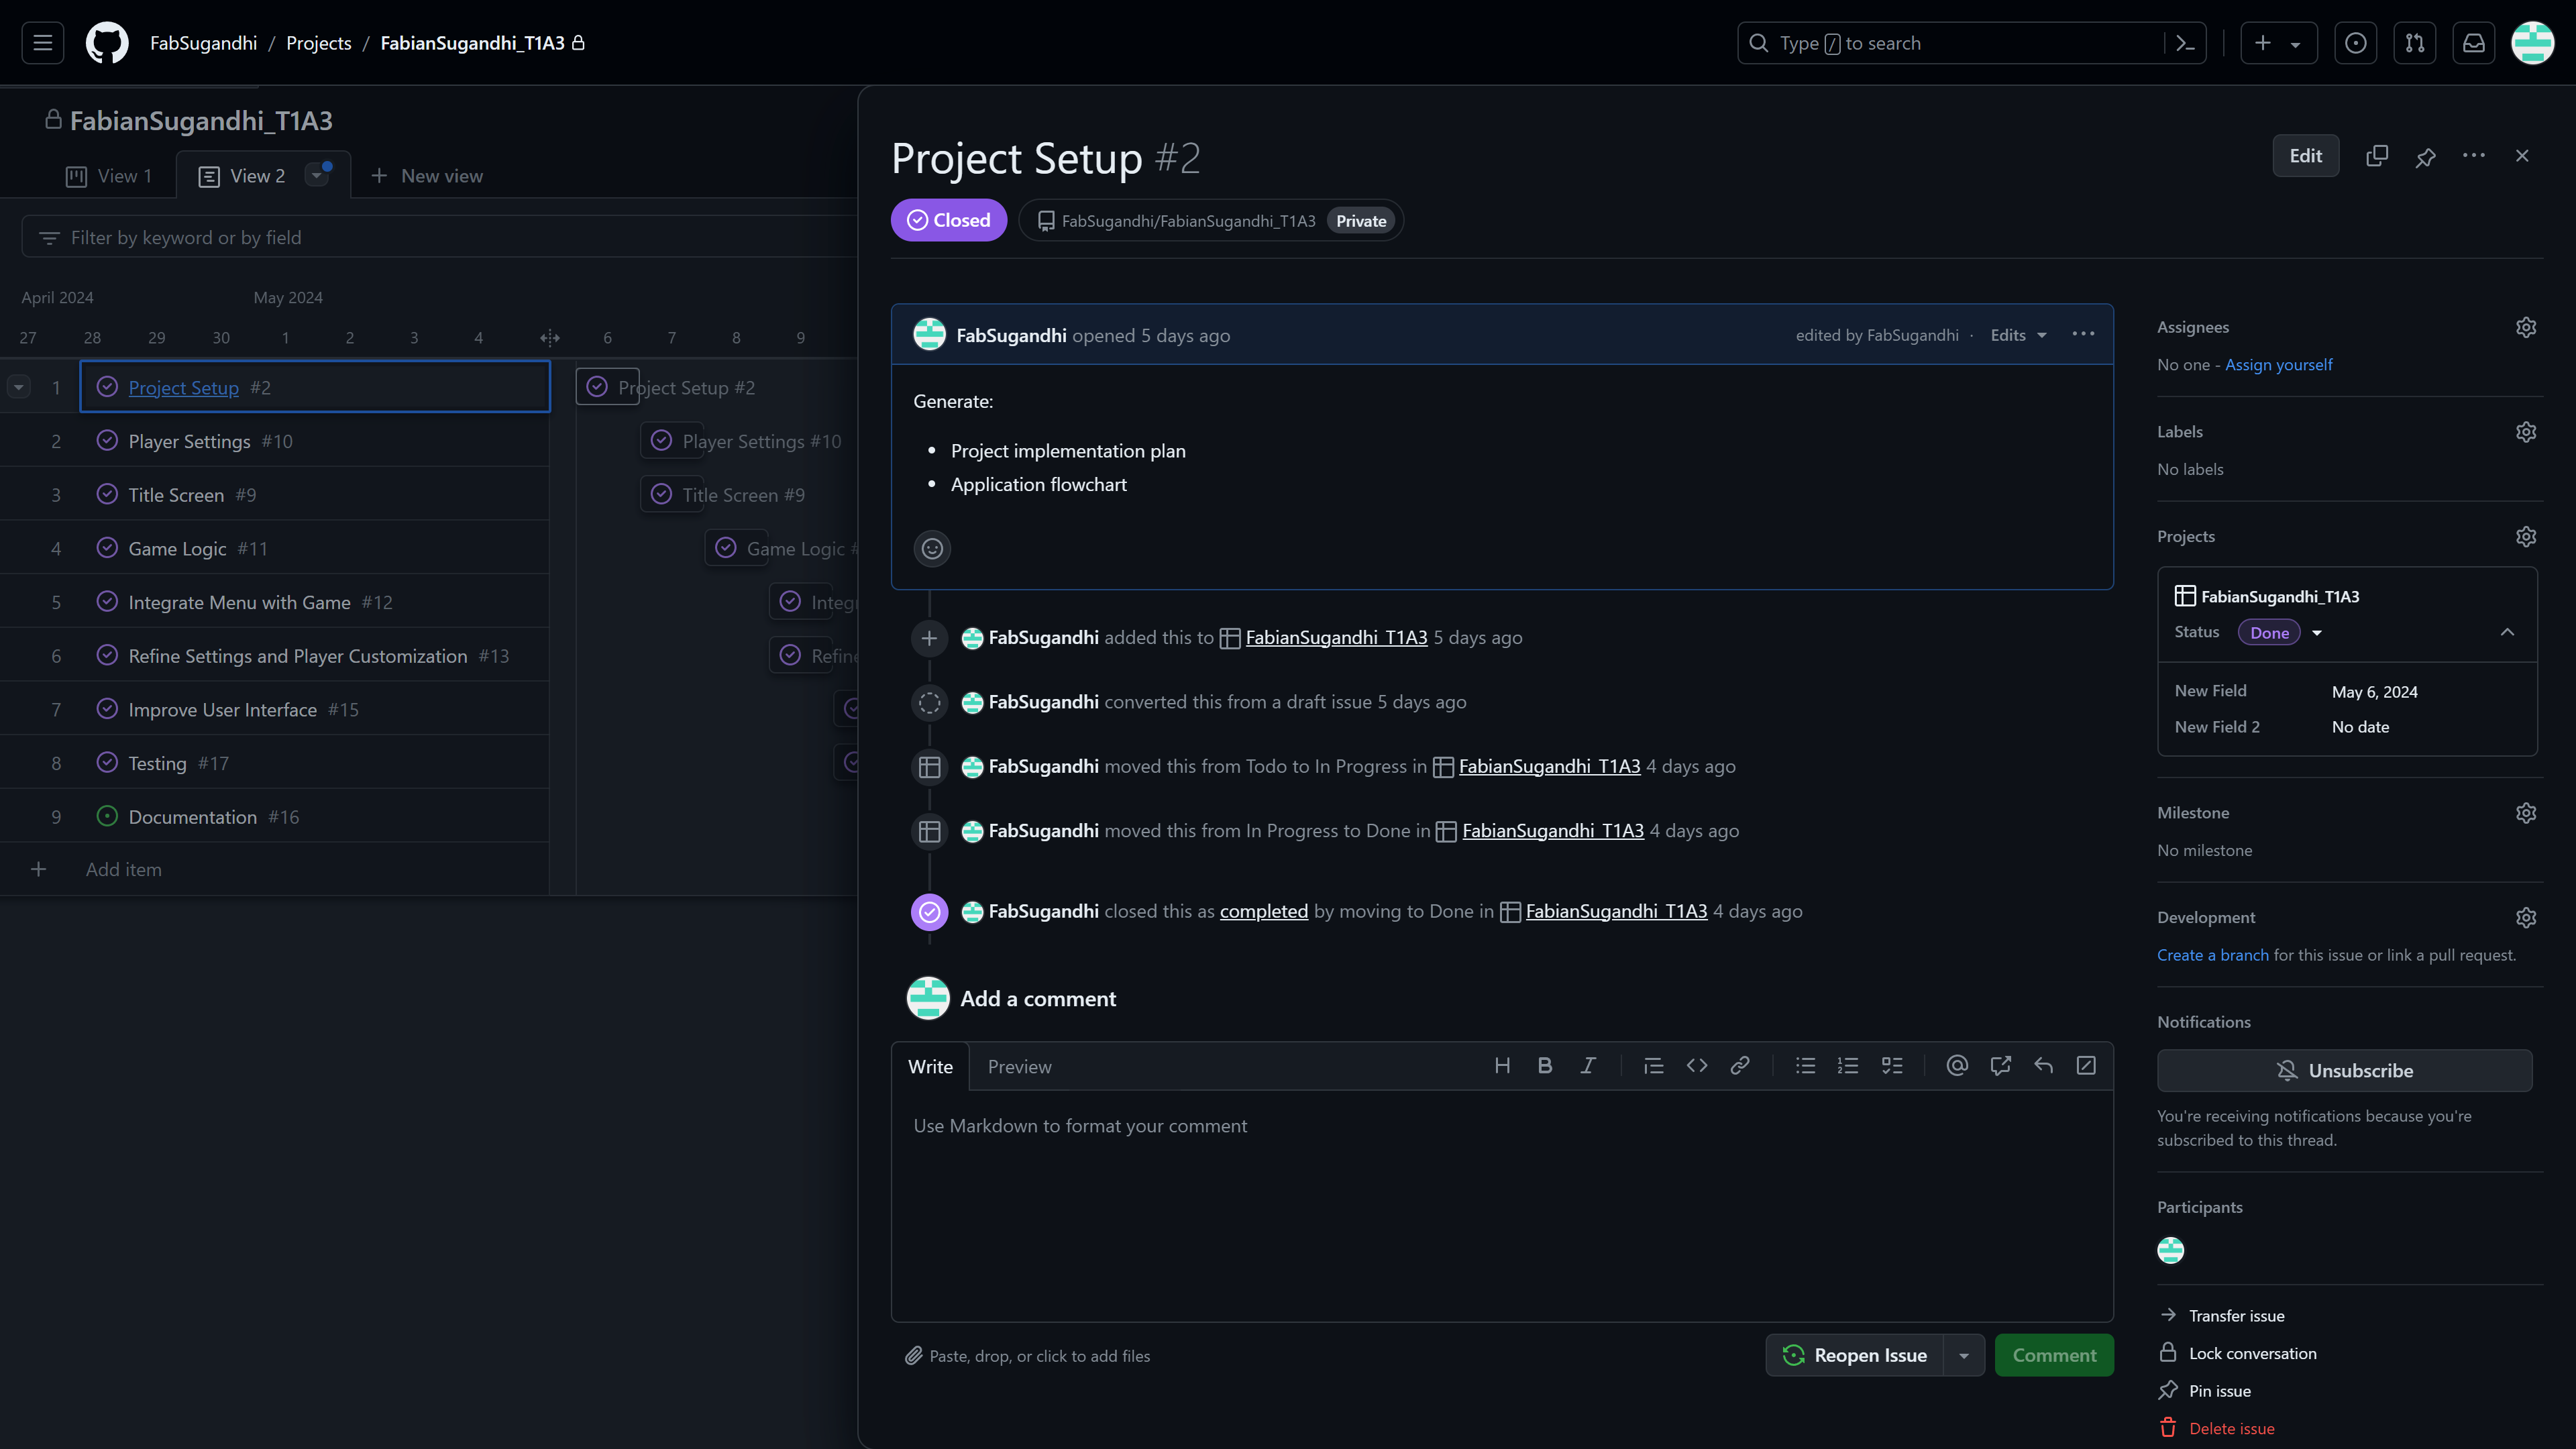 FabSugandhi / Projects / FabianSugandhi_T1A3
Type / to search
FabianSugandhi_T1A3
View 1
View 2
New view
Filter by keyword or by field
April 2024
May 2024
27 28 29 30 1 2 3 4 6 7 8 9
1 Project Setup #2
Project Setup #2
2 Player Settings #10
Player Settings #10
3 Title Screen #9
Title Screen #9
4 Game Logic #11
Game Logic #
5 Integrate Menu with Game #12
Integ
6 Refine Settings and Player Customization #13
Refine
7 Improve User Interface #15
8 Testing #17
9 Documentation #16
Add item
Project Setup #2
Edit
Closed
FabSugandhi/FabianSugandhi_T1A3 Private
FabSugandhi opened 5 days ago
edited by FabSugandhi · Edits
Generate:
• Project implementation plan
• Application flowchart
FabSugandhi added this to FabianSugandhi_T1A3 5 days ago
FabSugandhi converted this from a draft issue 5 days ago
FabSugandhi moved this from Todo to In Progress in FabianSugandhi_T1A3 4 days ago
FabSugandhi moved this from In Progress to Done in FabianSugandhi_T1A3 4 days ago
FabSugandhi closed this as completed by moving to Done in FabianSugandhi_T1A3 4 days ago
Add a comment
Write
Preview
Use Markdown to format your comment
Paste, drop, or click to add files
Reopen Issue
Comment
Assignees
No one - Assign yourself
Labels
No labels
Projects
FabianSugandhi_T1A3
Status Done
New Field May 6, 2024
New Field 2 No date
Milestone
No milestone
Development
Create a branch for this issue or link a pull request.
Notifications
Unsubscribe
You're receiving notifications because you're
subscribed to this thread.
Participants
Transfer issue
Lock conversation
Pin issue
Delete issue